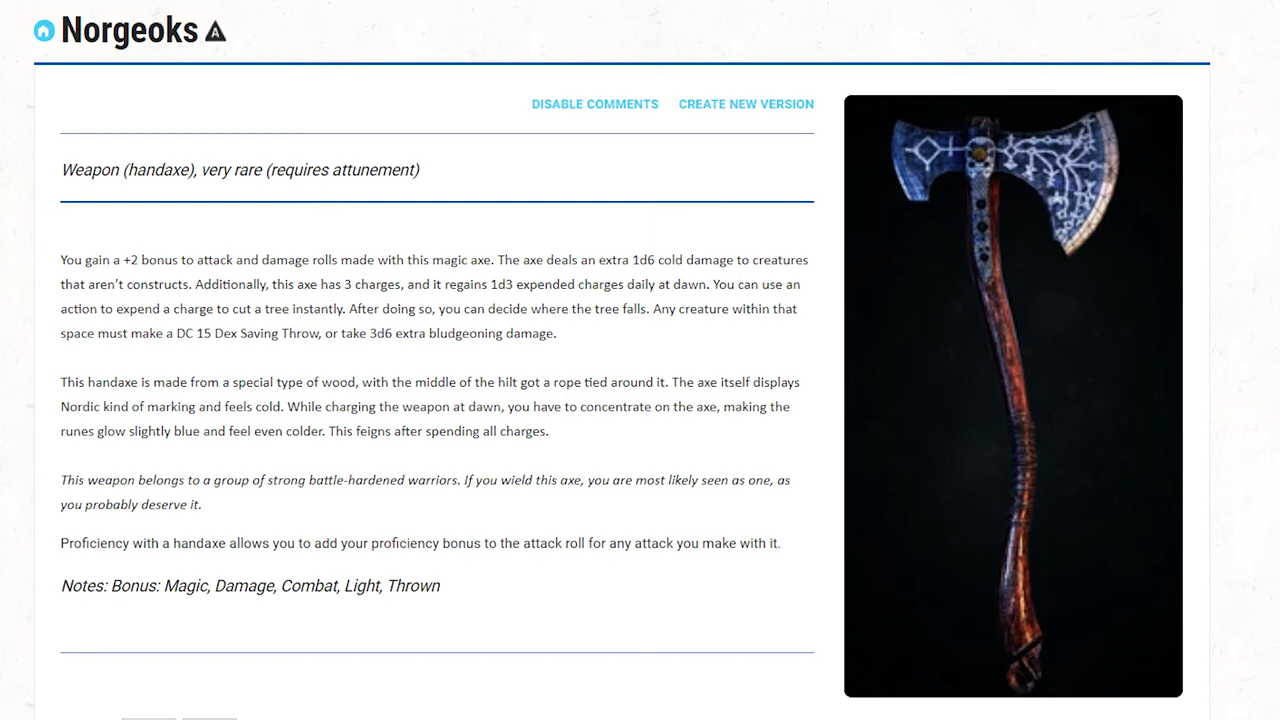 Norgeoks
DISABLE COMMENTS CREATE NEW VERSION
Weapon (handaxe), very rare (requires attunement)
You gain a +2 bonus to attack and damage rolls made with this magic axe. The axe deals an extra 1d6 cold damage to creatures
that aren’t constructs. Additionally, this axe has 3 charges, and it regains 1d3 expended charges daily at dawn. You can use an
action to expend a charge to cut a tree instantly. After doing so, you can decide where the tree falls. Any creature within that
space must make a DC 15 Dex Saving Throw, or take 3d6 extra bludgeoning damage.
This handaxe is made from a special type of wood, with the middle of the hilt got a rope tied around it. The axe itself displays
Nordic kind of marking and feels cold. While charging the weapon at dawn, you have to concentrate on the axe, making the
runes glow slightly blue and feel even colder. This feigns after spending all charges.
This weapon belongs to a group of strong battle-hardened warriors. If you wield this axe, you are most likely seen as one, as
you probably deserve it.
Proficiency with a handaxe allows you to add your proficiency bonus to the attack roll for any attack you make with it.
Notes: Bonus: Magic, Damage, Combat, Light, Thrown